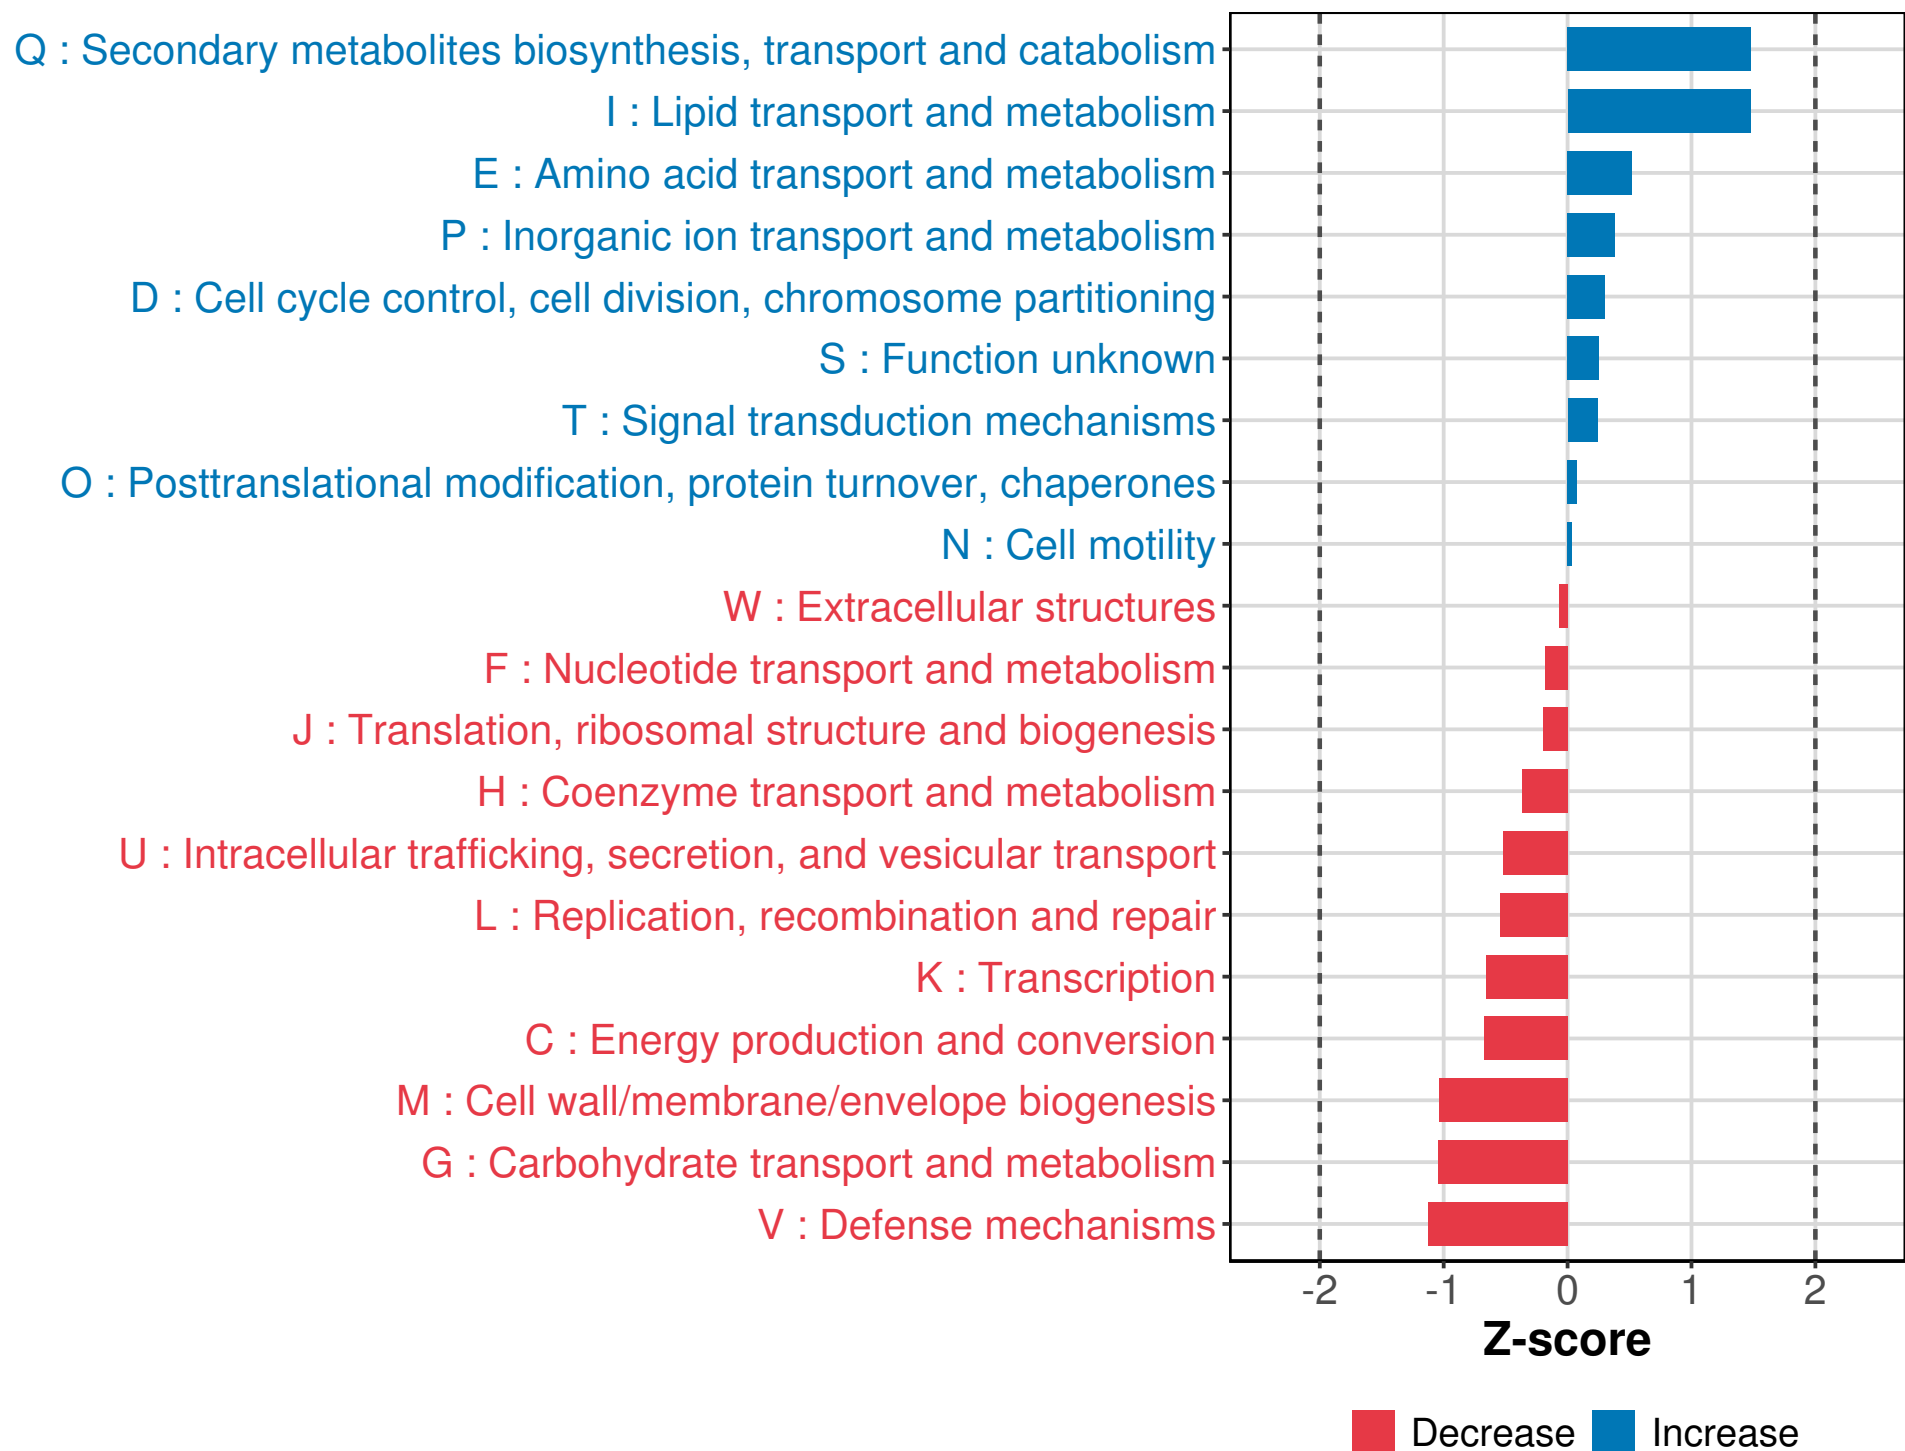 Q : Secondary metabolites biosynthesis, transport and catabolism
I : Lipid transport and metabolism
E : Amino acid transport and metabolism
P : Inorganic ion transport and metabolism
D : Cell cycle control, cell division, chromosome partitioning
S : Function unknown
T : Signal transduction mechanisms
O : Posttranslational modification, protein turnover, chaperones
N : Cell motility
W : Extracellular structures
F : Nucleotide transport and metabolism
J : Translation, ribosomal structure and biogenesis
H : Coenzyme transport and metabolism
U : Intracellular trafficking, secretion, and vesicular transport
L : Replication, recombination and repair
K : Transcription
C : Energy production and conversion
M : Cell wall/membrane/envelope biogenesis
G : Carbohydrate transport and metabolism
V : Defense mechanisms
-2 -1 0 1 2
Z-score
Decrease Increase